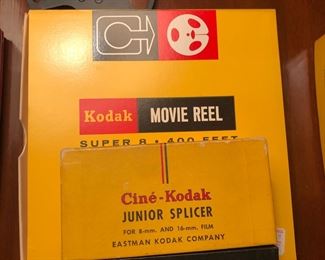 Kodak MOVIE REEL
SUPER 8 • 400 FEET
Ciné-Kodak
JUNIOR SPLICER
FOR 8-mm. AND 16-mm. FILM
EASTMAN KODAK COMPANY